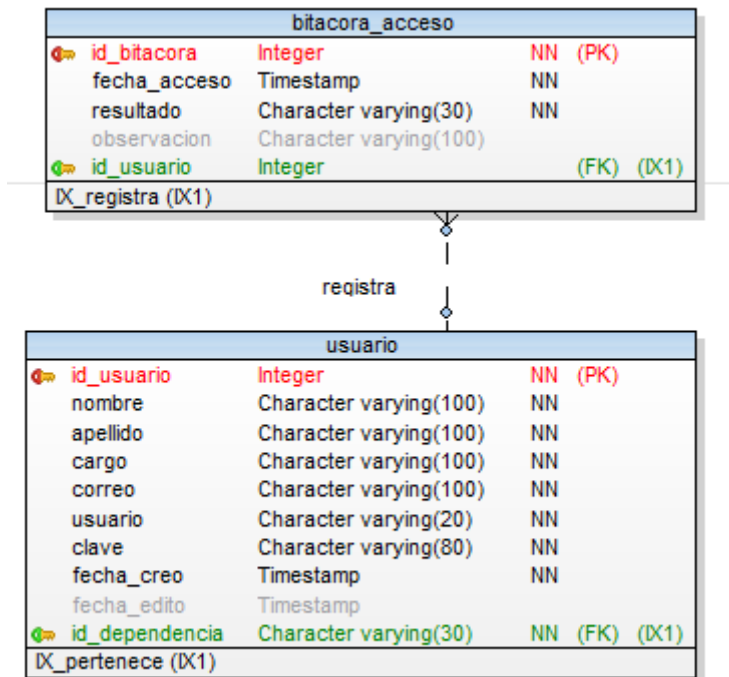 bitacora_acceso
id_bitacora Integer NN (PK)
fecha_acceso Timestamp NN
resultado Character varying(30) NN
observacion Character varying(100)
id_usuario Integer (FK) (IX1)
IX_registra (IX1)
registra
usuario
id_usuario Integer NN (PK)
nombre Character varying(100) NN
apellido Character varying(100) NN
cargo Character varying(100) NN
correo Character varying(100) NN
usuario Character varying(20) NN
clave Character varying(80) NN
fecha_creo Timestamp NN
fecha_edito Timestamp
id_dependencia Character varying(30) NN (FK) (IX1)
IX_pertenece (IX1)